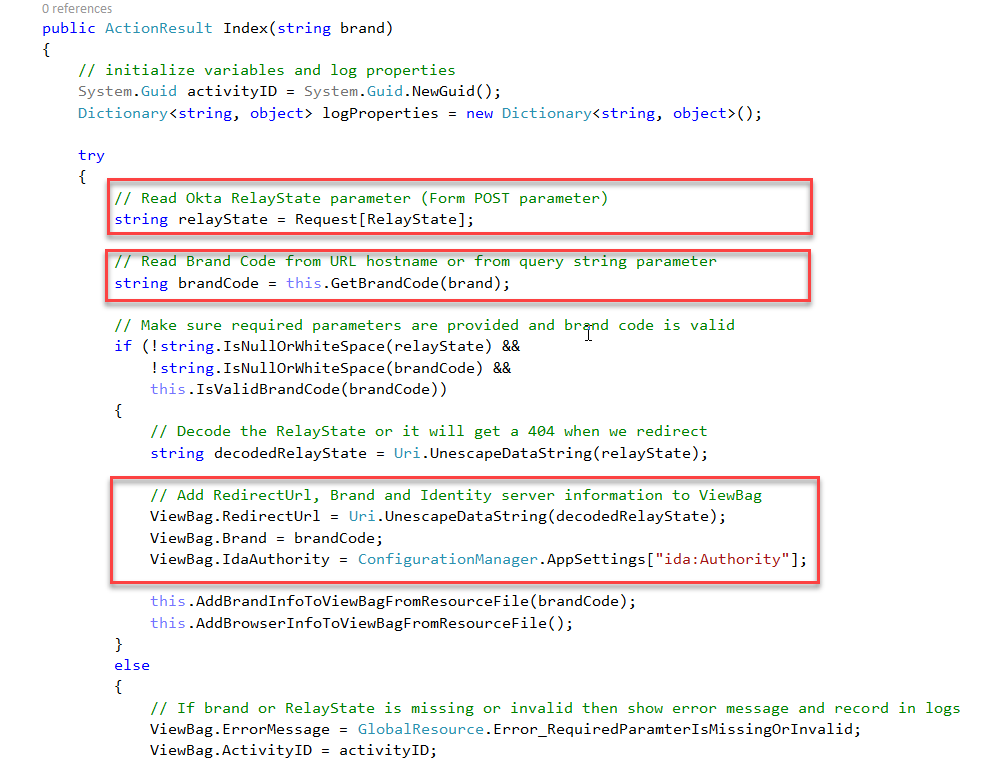 0 references
public ActionResult Index(string brand)
{
// initialize variables and log properties
System.Guid activityID = System.Guid.NewGuid();
Dictionary<string, object> logProperties = new Dictionary<string, object>();
try
{
// Read Okta RelayState parameter (Form POST parameter)
string relayState = Request[RelayState];
// Read Brand Code from URL hostname or from query string parameter
string brandCode = this.GetBrandCode(brand);
// Make sure required parameters are provided and brand code is valid
if (!string.IsNullOrWhiteSpace(relayState) &&
!string.IsNullOrWhiteSpace(brandCode) &&
this.IsValidBrandCode(brandCode))
{
// Decode the RelayState or it will get a 404 when we redirect
string decodedRelayState = Uri.UnescapeDataString(relayState);
// Add RedirectUrl, Brand and Identity server information to ViewBag
ViewBag.RedirectUrl = Uri.UnescapeDataString(decodedRelayState);
ViewBag.Brand = brandCode;
ViewBag.IdaAuthority = ConfigurationManager.AppSettings["ida:Authority"];
this.AddBrandInfoToViewBagFromResourceFile(brandCode);
this.AddBrowserInfoToViewBagFromResourceFile();
}
else
{
// If brand or RelayState is missing or invalid then show error message and record in logs
ViewBag.ErrorMessage = GlobalResource.Error_RequiredParamterIsMissingOrInvalid;
ViewBag.ActivityID = activityID;